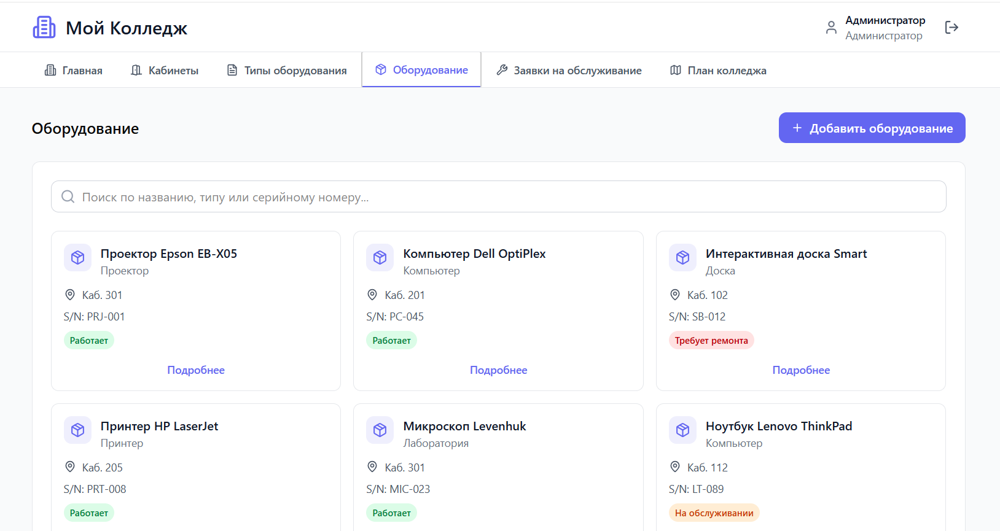 Мой Колледж
Администратор
Администратор
Главная
Кабинеты
Типы оборудования
Оборудование
Заявки на обслуживание
План колледжа
Оборудование
+ Добавить оборудование
Поиск по названию, типу или серийному номеру...
Проектор Epson EB-X05
Проектор
Каб. 301
S/N: PRJ-001
Работает
Подробнее
Компьютер Dell OptiPlex
Компьютер
Каб. 201
S/N: PC-045
Работает
Подробнее
Интерактивная доска Smart
Доска
Каб. 102
S/N: SB-012
Требует ремонта
Подробнее
Принтер HP LaserJet
Принтер
Каб. 205
S/N: PRT-008
Работает
Микроскоп Levenhuk
Лаборатория
Каб. 301
S/N: MIC-023
Работает
Ноутбук Lenovo ThinkPad
Компьютер
Каб. 112
S/N: LT-089
На обслуживании